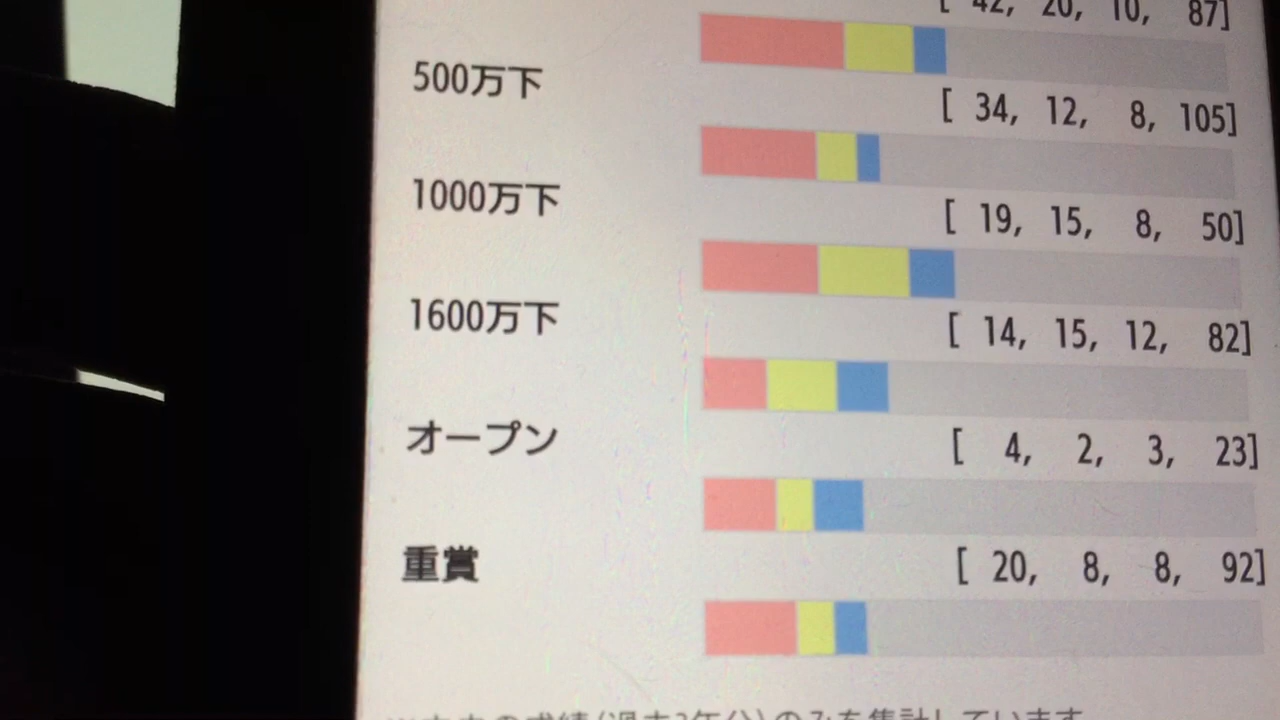 [ 42, 20, 10, 87]
500万下
[ 34, 12, 8, 105]
1000万下
[ 19, 15, 8, 50]
1600万下
[ 14, 15, 12, 82]
オープン
[ 4, 2, 3, 23]
重賞
[ 20, 8, 8, 92]